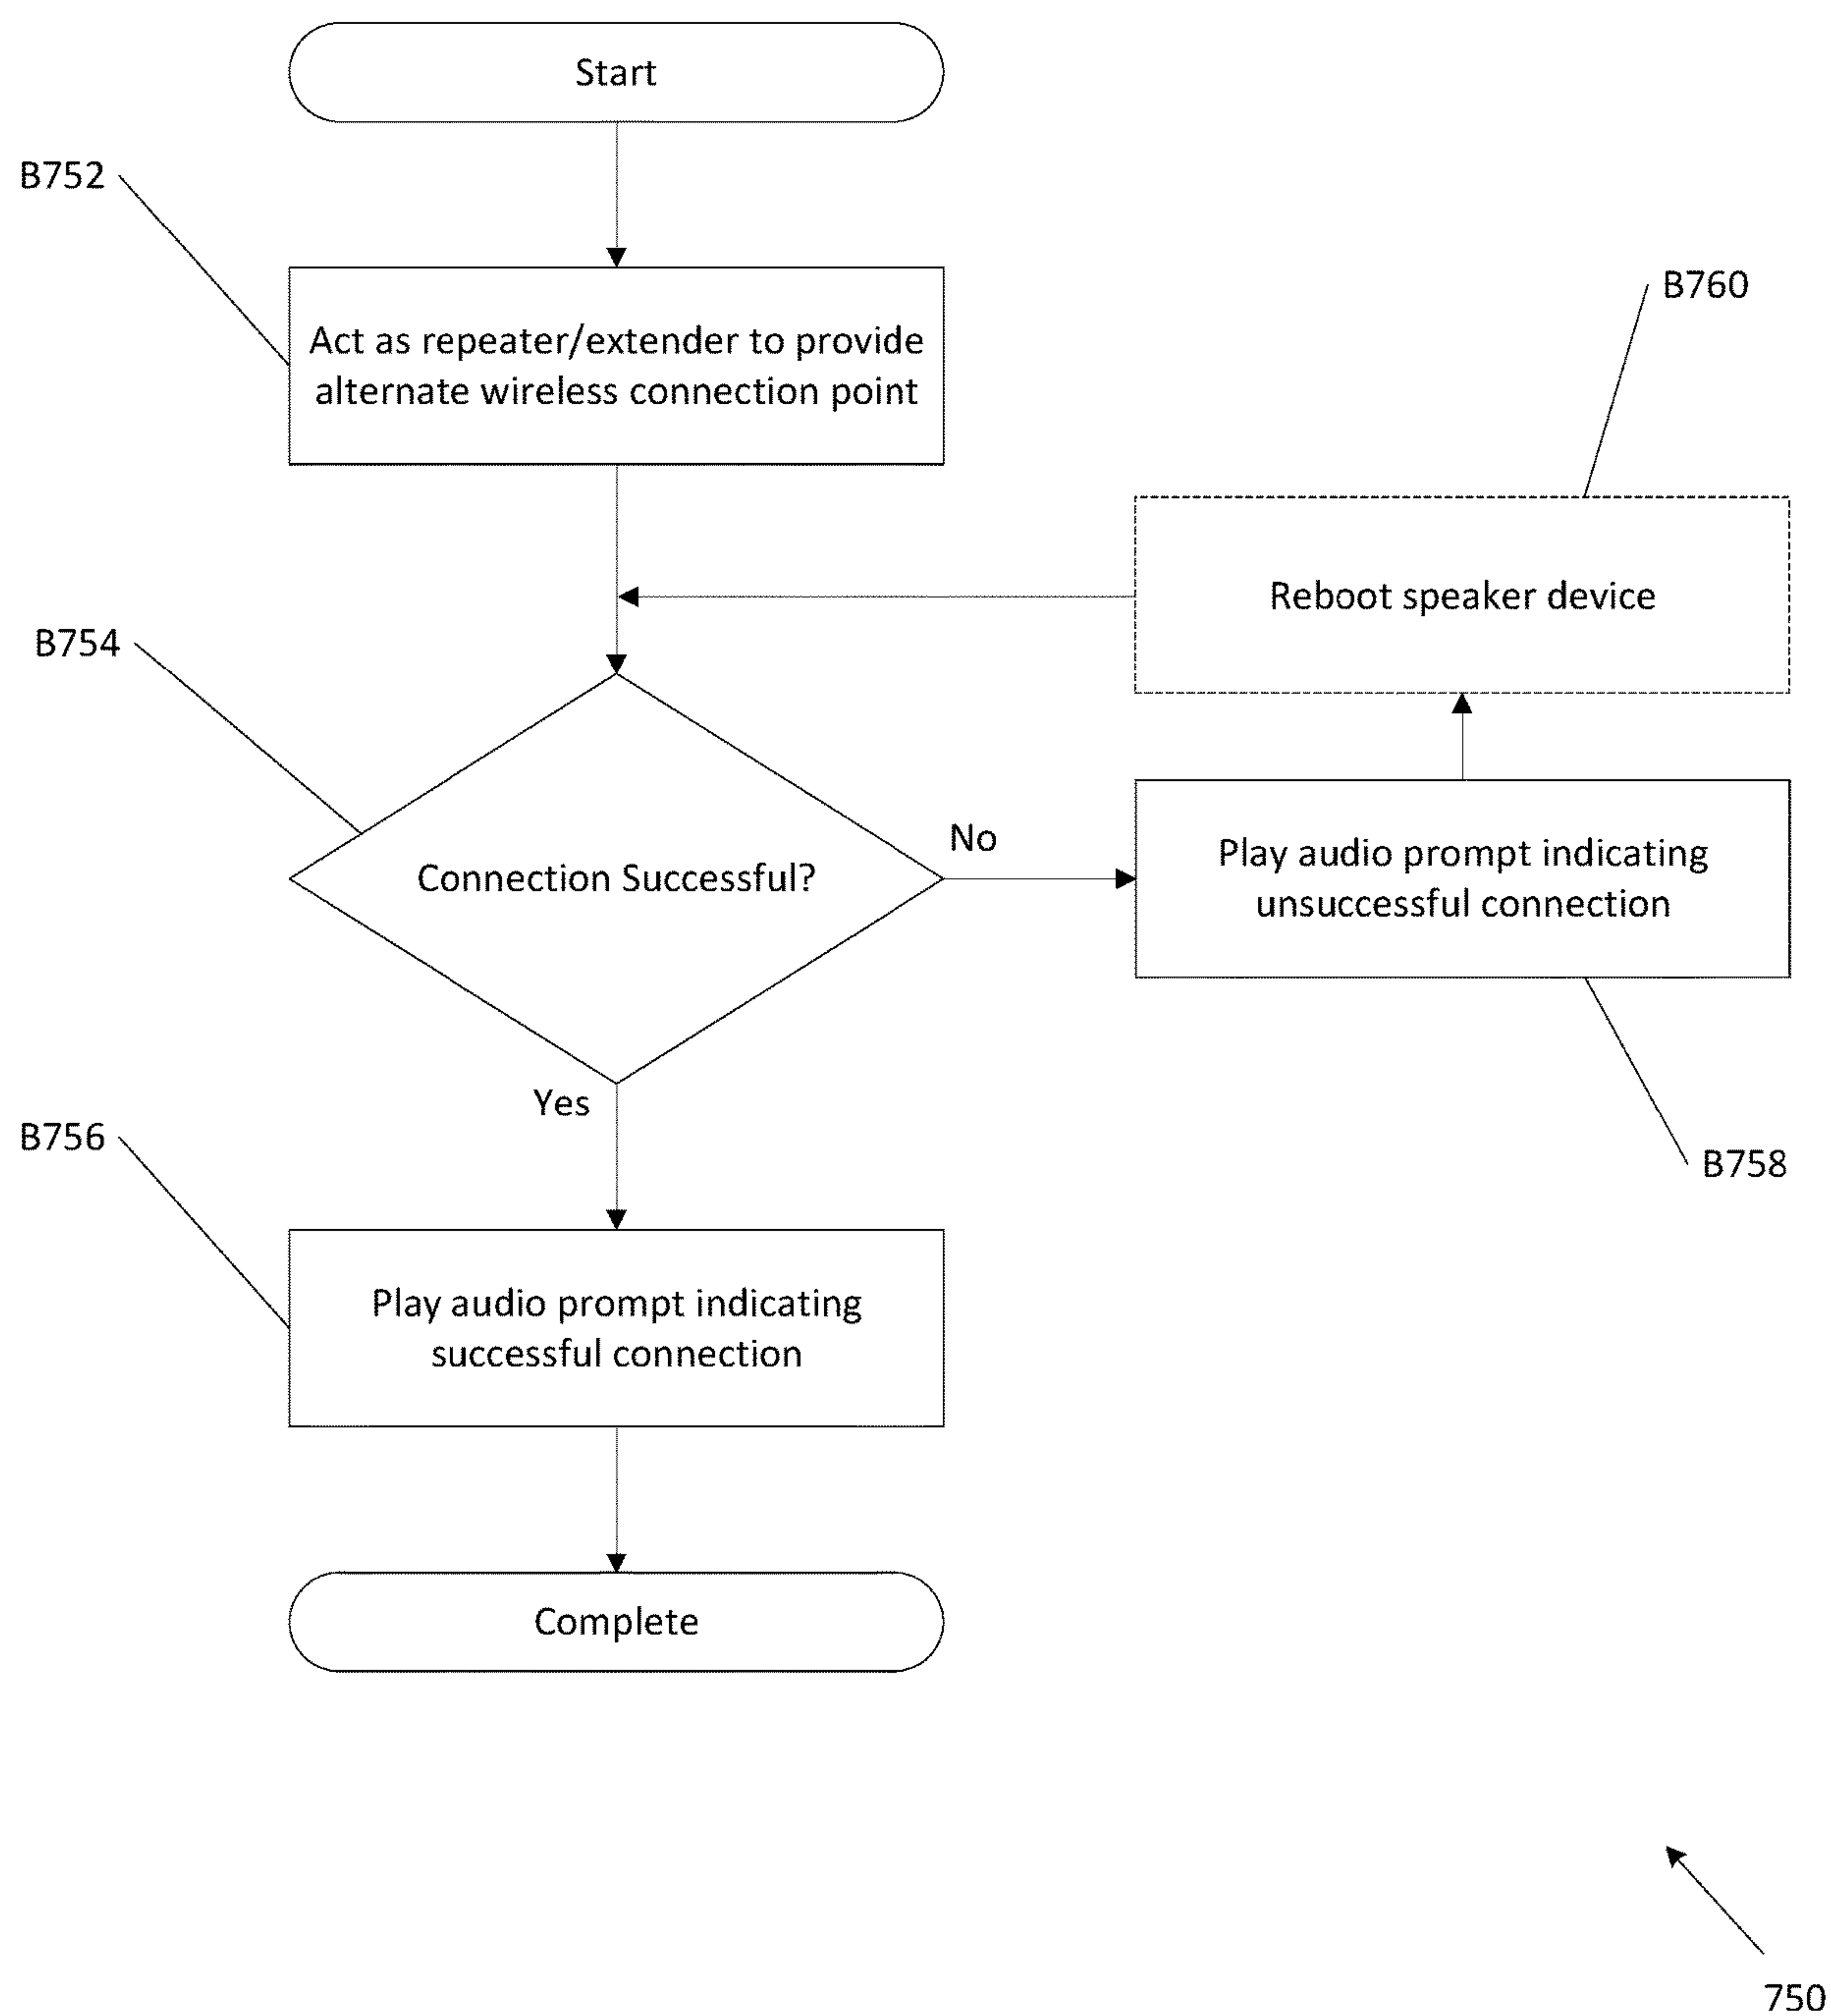 Start
B752
Act as repeater/extender to provide
alternate wireless connection point
B760
Reboot speaker device
B754
Connection Successful?
No
Play audio prompt indicating
unsuccessful connection
Yes
B756
B758
Play audio prompt indicating
successful connection
Complete
750